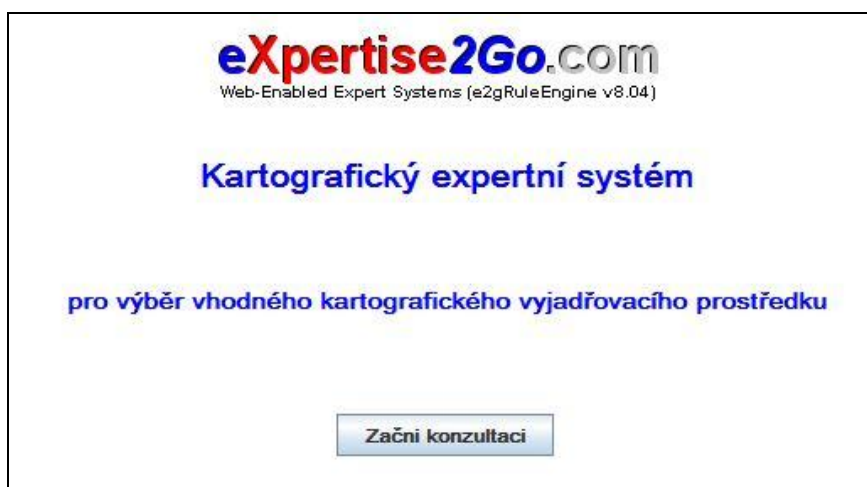 eXpertise2Go.com
Web-Enabled Expert Systems (e2gRuleEngine v8.04)
Kartografický expertní systém
pro výběr vhodného kartografického vyjadřovacího prostředku
Začni konzultaci